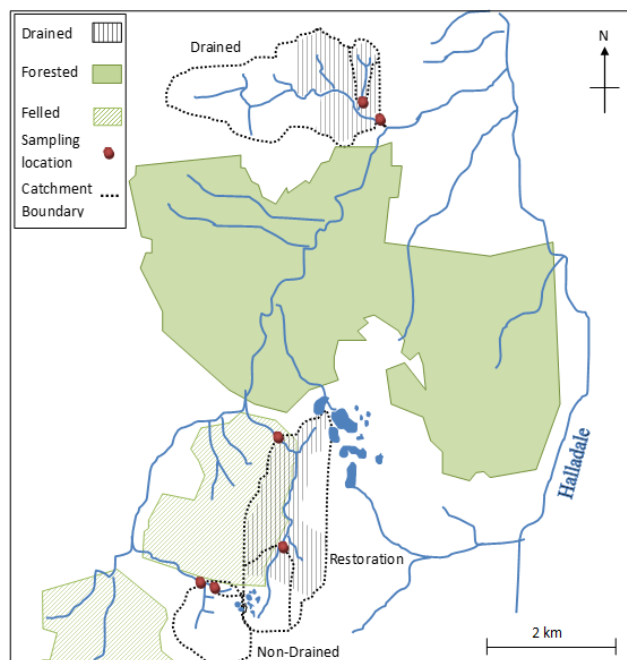 Drained
Forested
Felled
Sampling
location
Catchment
Boundary
Drained
N
Halladale
Restoration
Non-Drained
2 km